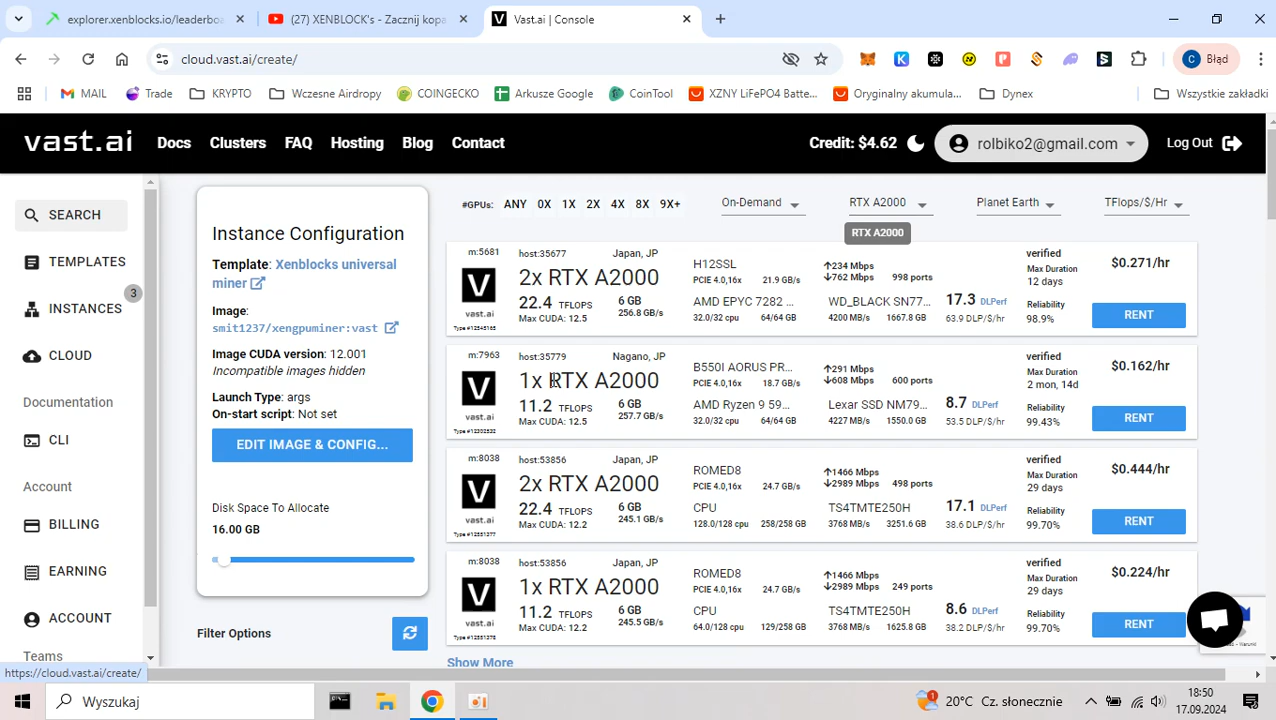 explorer.xenblocks.io/leaderbo
(27) XENBLOCK's - Zacznij kopa
Vast.ai | Console
cloud.vast.ai/create/
Błąd
MAIL
Trade
KRYPTO
Wczesne Airdropy
COINGECKO
Arkusze Google
CoinTool
XZNY LiFePO4 Batte...
Oryginalny akumula...
Dynex
Wszystkie zakładki
vast.ai
Docs
Clusters
FAQ
Hosting
Blog
Contact
Credit: $4.62
rolbiko2@gmail.com
Log Out
SEARCH
TEMPLATES
INSTANCES
3
CLOUD
Documentation
CLI
Account
BILLING
EARNING
ACCOUNT
Teams
https://cloud.vast.ai/create/
Instance Configuration
Template: Xenblocks universal
miner
Image:
smit1237/xengpuminer:vast
Image CUDA version: 12.001
Incompatible images hidden
Launch Type: args
On-start script: Not set
EDIT IMAGE & CONFIG...
Disk Space To Allocate
16.00 GB
Filter Options
#GPUs: ANY 0X 1X 2X 4X 8X 9X+
On-Demand
RTX A2000
Planet Earth
TFlops/$/Hr
RTX A2000
m:5681
host:35677 Japan, JP
2x RTX A2000
22.4 TFLOPS
Max CUDA: 12.5
6 GB
256.8 GB/s
vast.ai
Type #12545165
H12SSL
PCIE 4.0,16x 21.9 GB/s
AMD EPYC 7282 ...
32.0/32 cpu 64/64 GB
↑234 Mbps
↓762 Mbps
998 ports
WD_BLACK SN77...
4200 MB/s 1667.8 GB
17.3 DLPerf
63.9 DLP/$/hr
verified
Max Duration
12 days
Reliability
98.9%
$0.271/hr
RENT
m:7963
host:35779 Nagano, JP
1x RTX A2000
11.2 TFLOPS
Max CUDA: 12.5
6 GB
257.7 GB/s
vast.ai
Type #12302532
B550I AORUS PR...
PCIE 4.0,16x 18.7 GB/s
AMD Ryzen 9 59...
32.0/32 cpu 64/64 GB
↑291 Mbps
↓608 Mbps
600 ports
Lexar SSD NM79...
4227 MB/s 1550.0 GB
8.7 DLPerf
53.5 DLP/$/hr
verified
Max Duration
2 mon, 14d
Reliability
99.43%
$0.162/hr
RENT
m:8038
host:53856 Japan, JP
2x RTX A2000
22.4 TFLOPS
Max CUDA: 12.2
6 GB
245.1 GB/s
vast.ai
Type #12551377
ROMED8
PCIE 4.0,16x 24.7 GB/s
CPU
128.0/128 cpu 258/258 GB
↑1466 Mbps
↓2989 Mbps
498 ports
TS4TMTE250H
3768 MB/s 3251.6 GB
17.1 DLPerf
38.6 DLP/$/hr
verified
Max Duration
29 days
Reliability
99.70%
$0.444/hr
RENT
m:8038
host:53856 Japan, JP
1x RTX A2000
11.2 TFLOPS
Max CUDA: 12.2
6 GB
245.5 GB/s
vast.ai
Type #12551378
ROMED8
PCIE 4.0,16x 24.7 GB/s
CPU
64.0/128 cpu 129/258 GB
↑1466 Mbps
↓2989 Mbps
249 ports
TS4TMTE250H
3768 MB/s 1625.8 GB
8.6 DLPerf
38.2 DLP/$/hr
verified
Max Duration
29 days
Reliability
99.70%
$0.224/hr
RENT
Show More
Wyszukaj
1
20°C Cz. słonecznie
18:50
17.09.2024